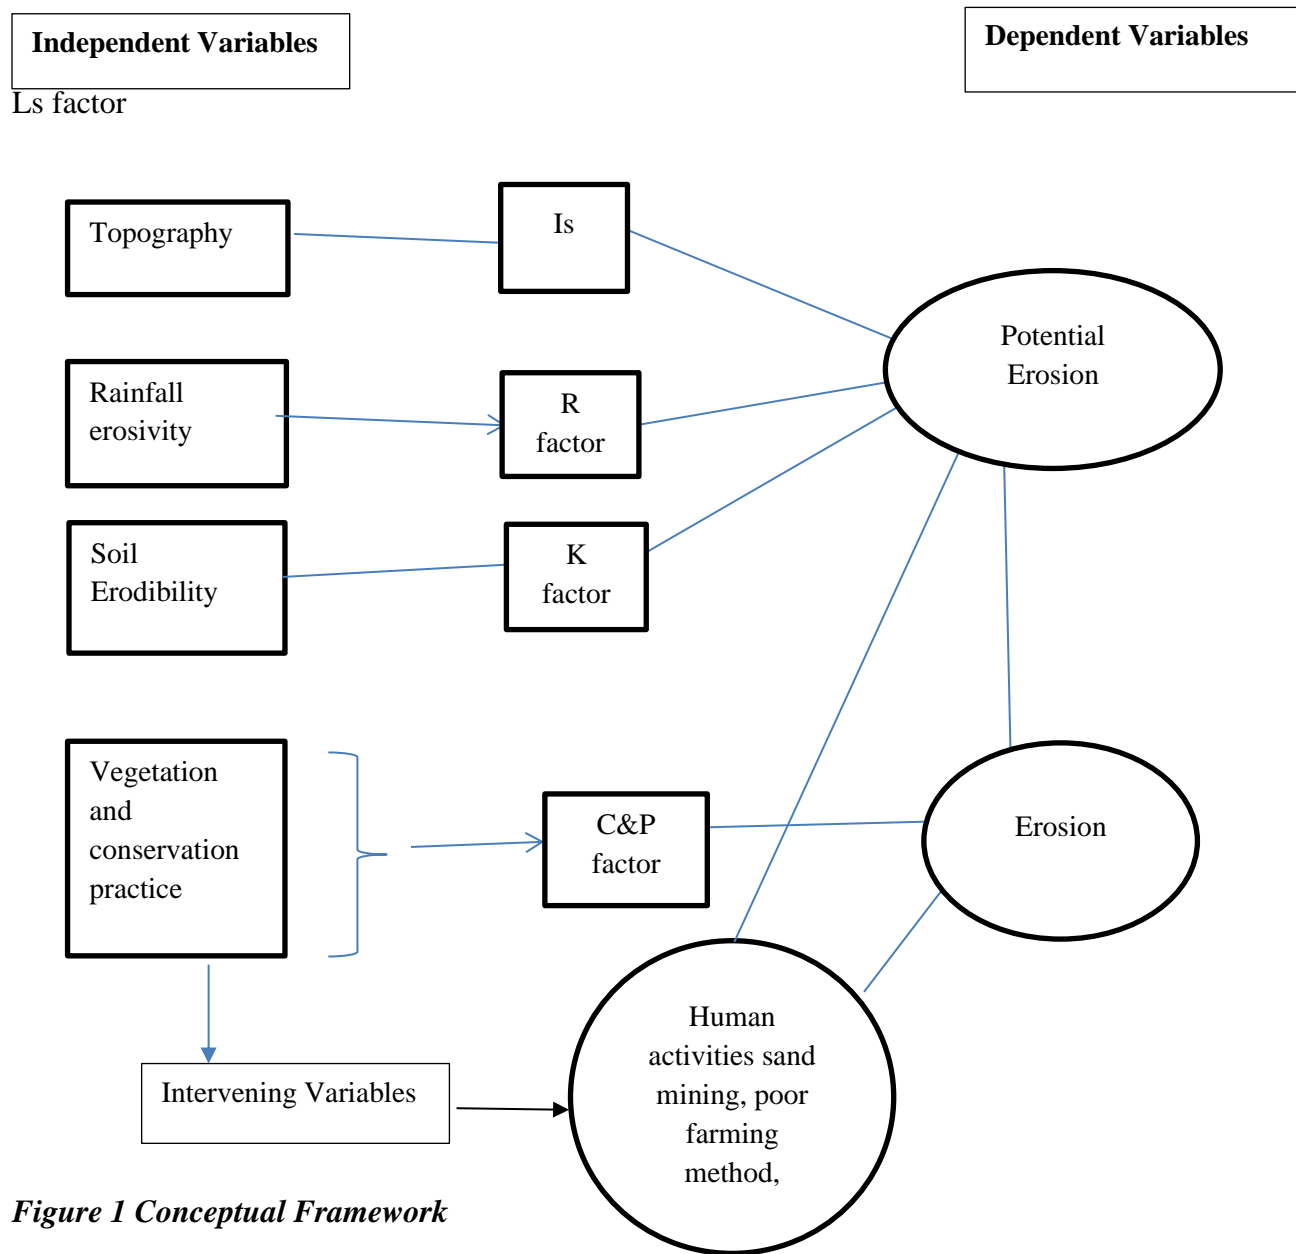 Independent Variables
Dependent Variables
Ls factor
Topography
Is
Potential
Erosion
Rainfall
erosivity
R
factor
Soil
Erodibility
K
factor
Vegetation
and
conservation
practice
C&P
factor
Erosion
Human
activities sand
mining, poor
farming
method,
Intervening Variables
Figure 1 Conceptual Framework